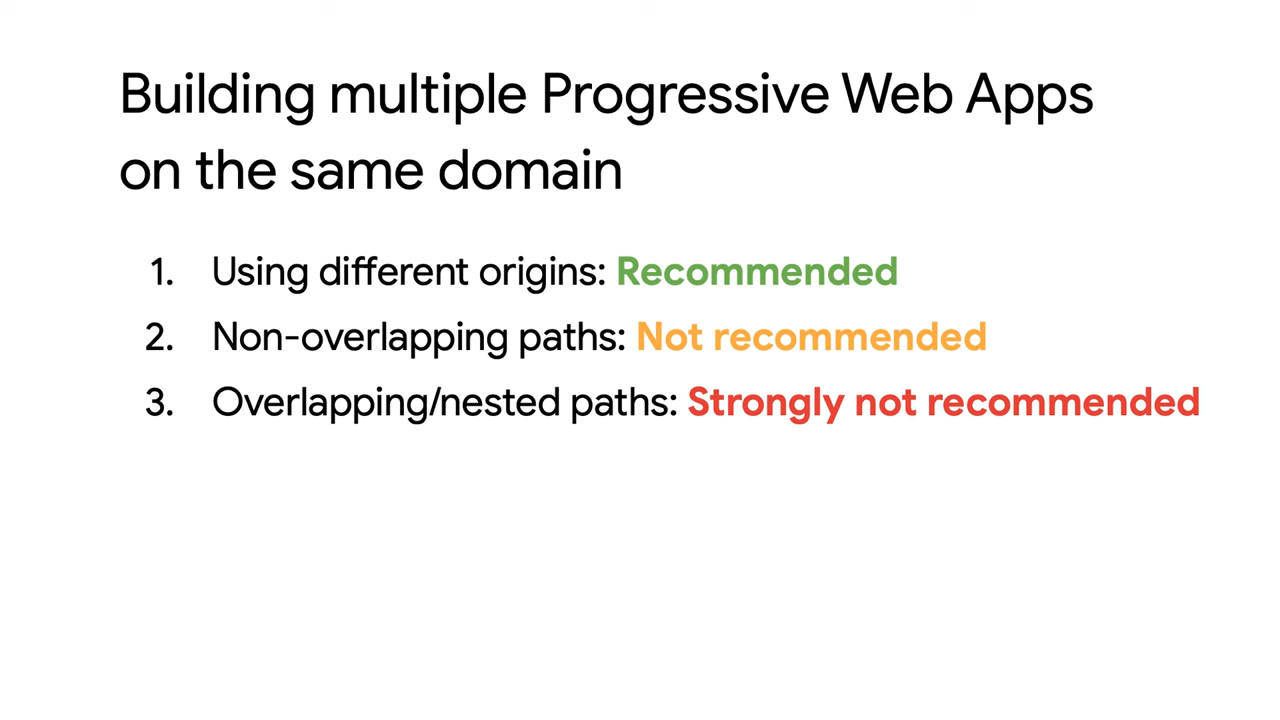 Building multiple Progressive Web Apps
on the same domain
1. Using different origins: Recommended
2. Non-overlapping paths: Not recommended
3. Overlapping/nested paths: Strongly not recommended